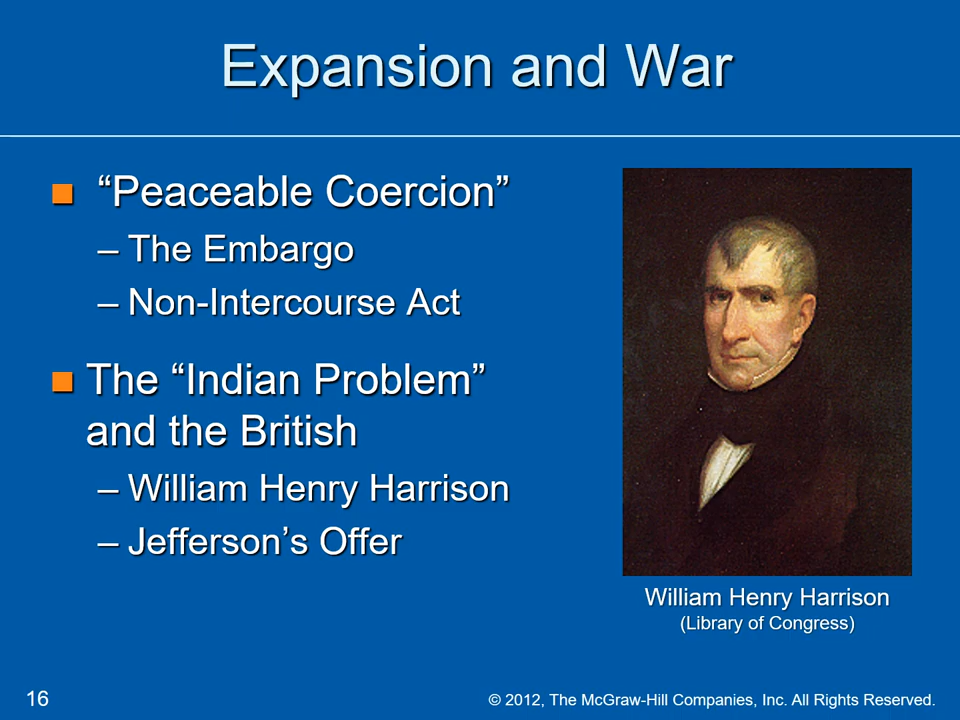 Expansion and War
“Peaceable Coercion”
– The Embargo
– Non-Intercourse Act
The “Indian Problem”
and the British
– William Henry Harrison
– Jefferson’s Offer
William Henry Harrison
(Library of Congress)
16
© 2012, The McGraw-Hill Companies, Inc. All Rights Reserved.